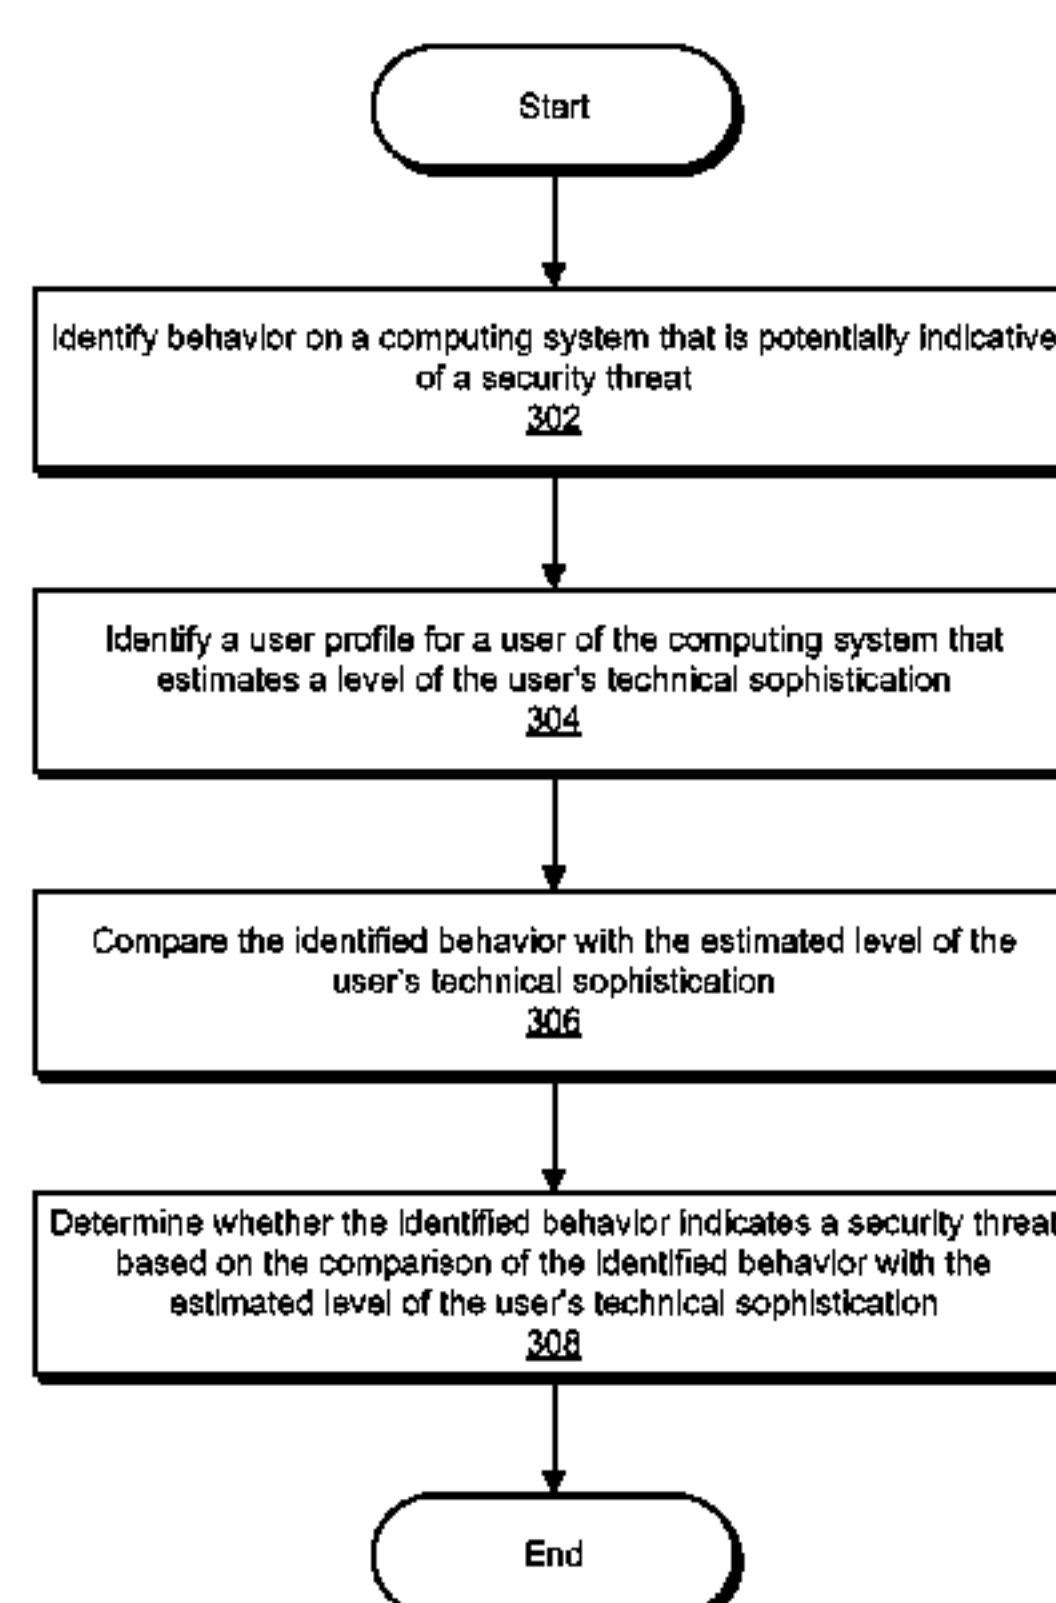 Start
Identify behavior on a computing system that is potentially indicative
of a security threat
302
Identify a user profile for a user of the computing system that
estimates a level of the user's technical sophistication
304
Compare the identified behavior with the estimated level of the
user's technical sophistication
306
Determine whether the identified behavior indicates a security threat
based on the comparison of the identified behavior with the
estimated level of the user's technical sophistication
308
End